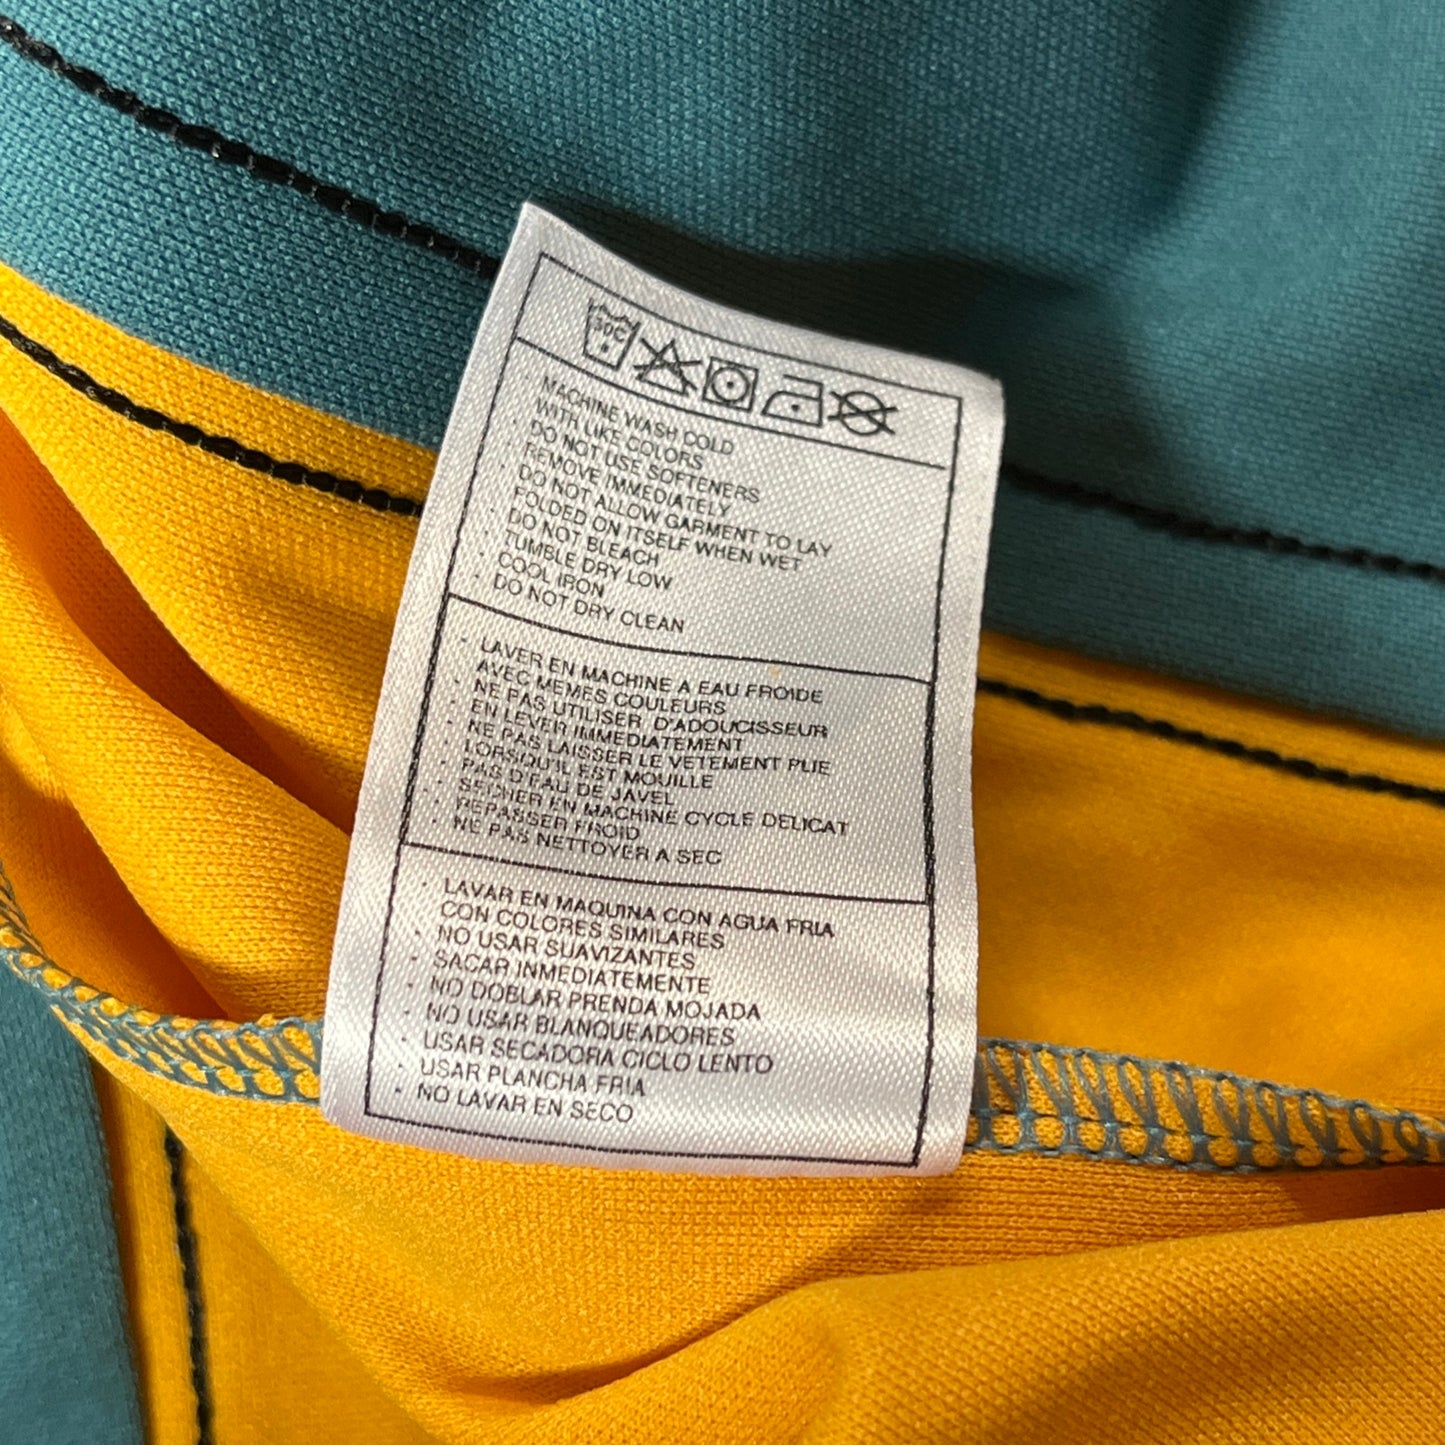 30C
· MACHINE WASH COLD
WITH LIKE COLORS
· DO NOT USE SOFTENERS
· REMOVE IMMEDIATELY
· DO NOT ALLOW GARMENT TO LAY
FOLDED ON ITSELF WHEN WET
· DO NOT BLEACH
· TUMBLE DRY LOW
· COOL IRON
· DO NOT DRY CLEAN
· LAVER EN MACHINE A EAU FROIDE
AVEC MEMES COULEURS
· NE PAS UTILISER D'ADOUCISSEUR
· EN LEVER IMMEDIATEMENT
· NE PAS LAISSER LE VETEMENT PLIE
LORSQU'IL EST MOUILLE
· PAS D'EAU DE JAVEL
· SECHER EN MACHINE CYCLE DELICAT
· REPASSER FROID
· NE PAS NETTOYER A SEC
· LAVAR EN MAQUINA CON AGUA FRIA
CON COLORES SIMILARES
· NO USAR SUAVIZANTES
· SACAR INMEDIATEMENTE
· NO DOBLAR PRENDA MOJADA
· NO USAR BLANQUEADORES
· USAR SECADORA CICLO LENTO
· USAR PLANCHA FRIA
· NO LAVAR EN SECO